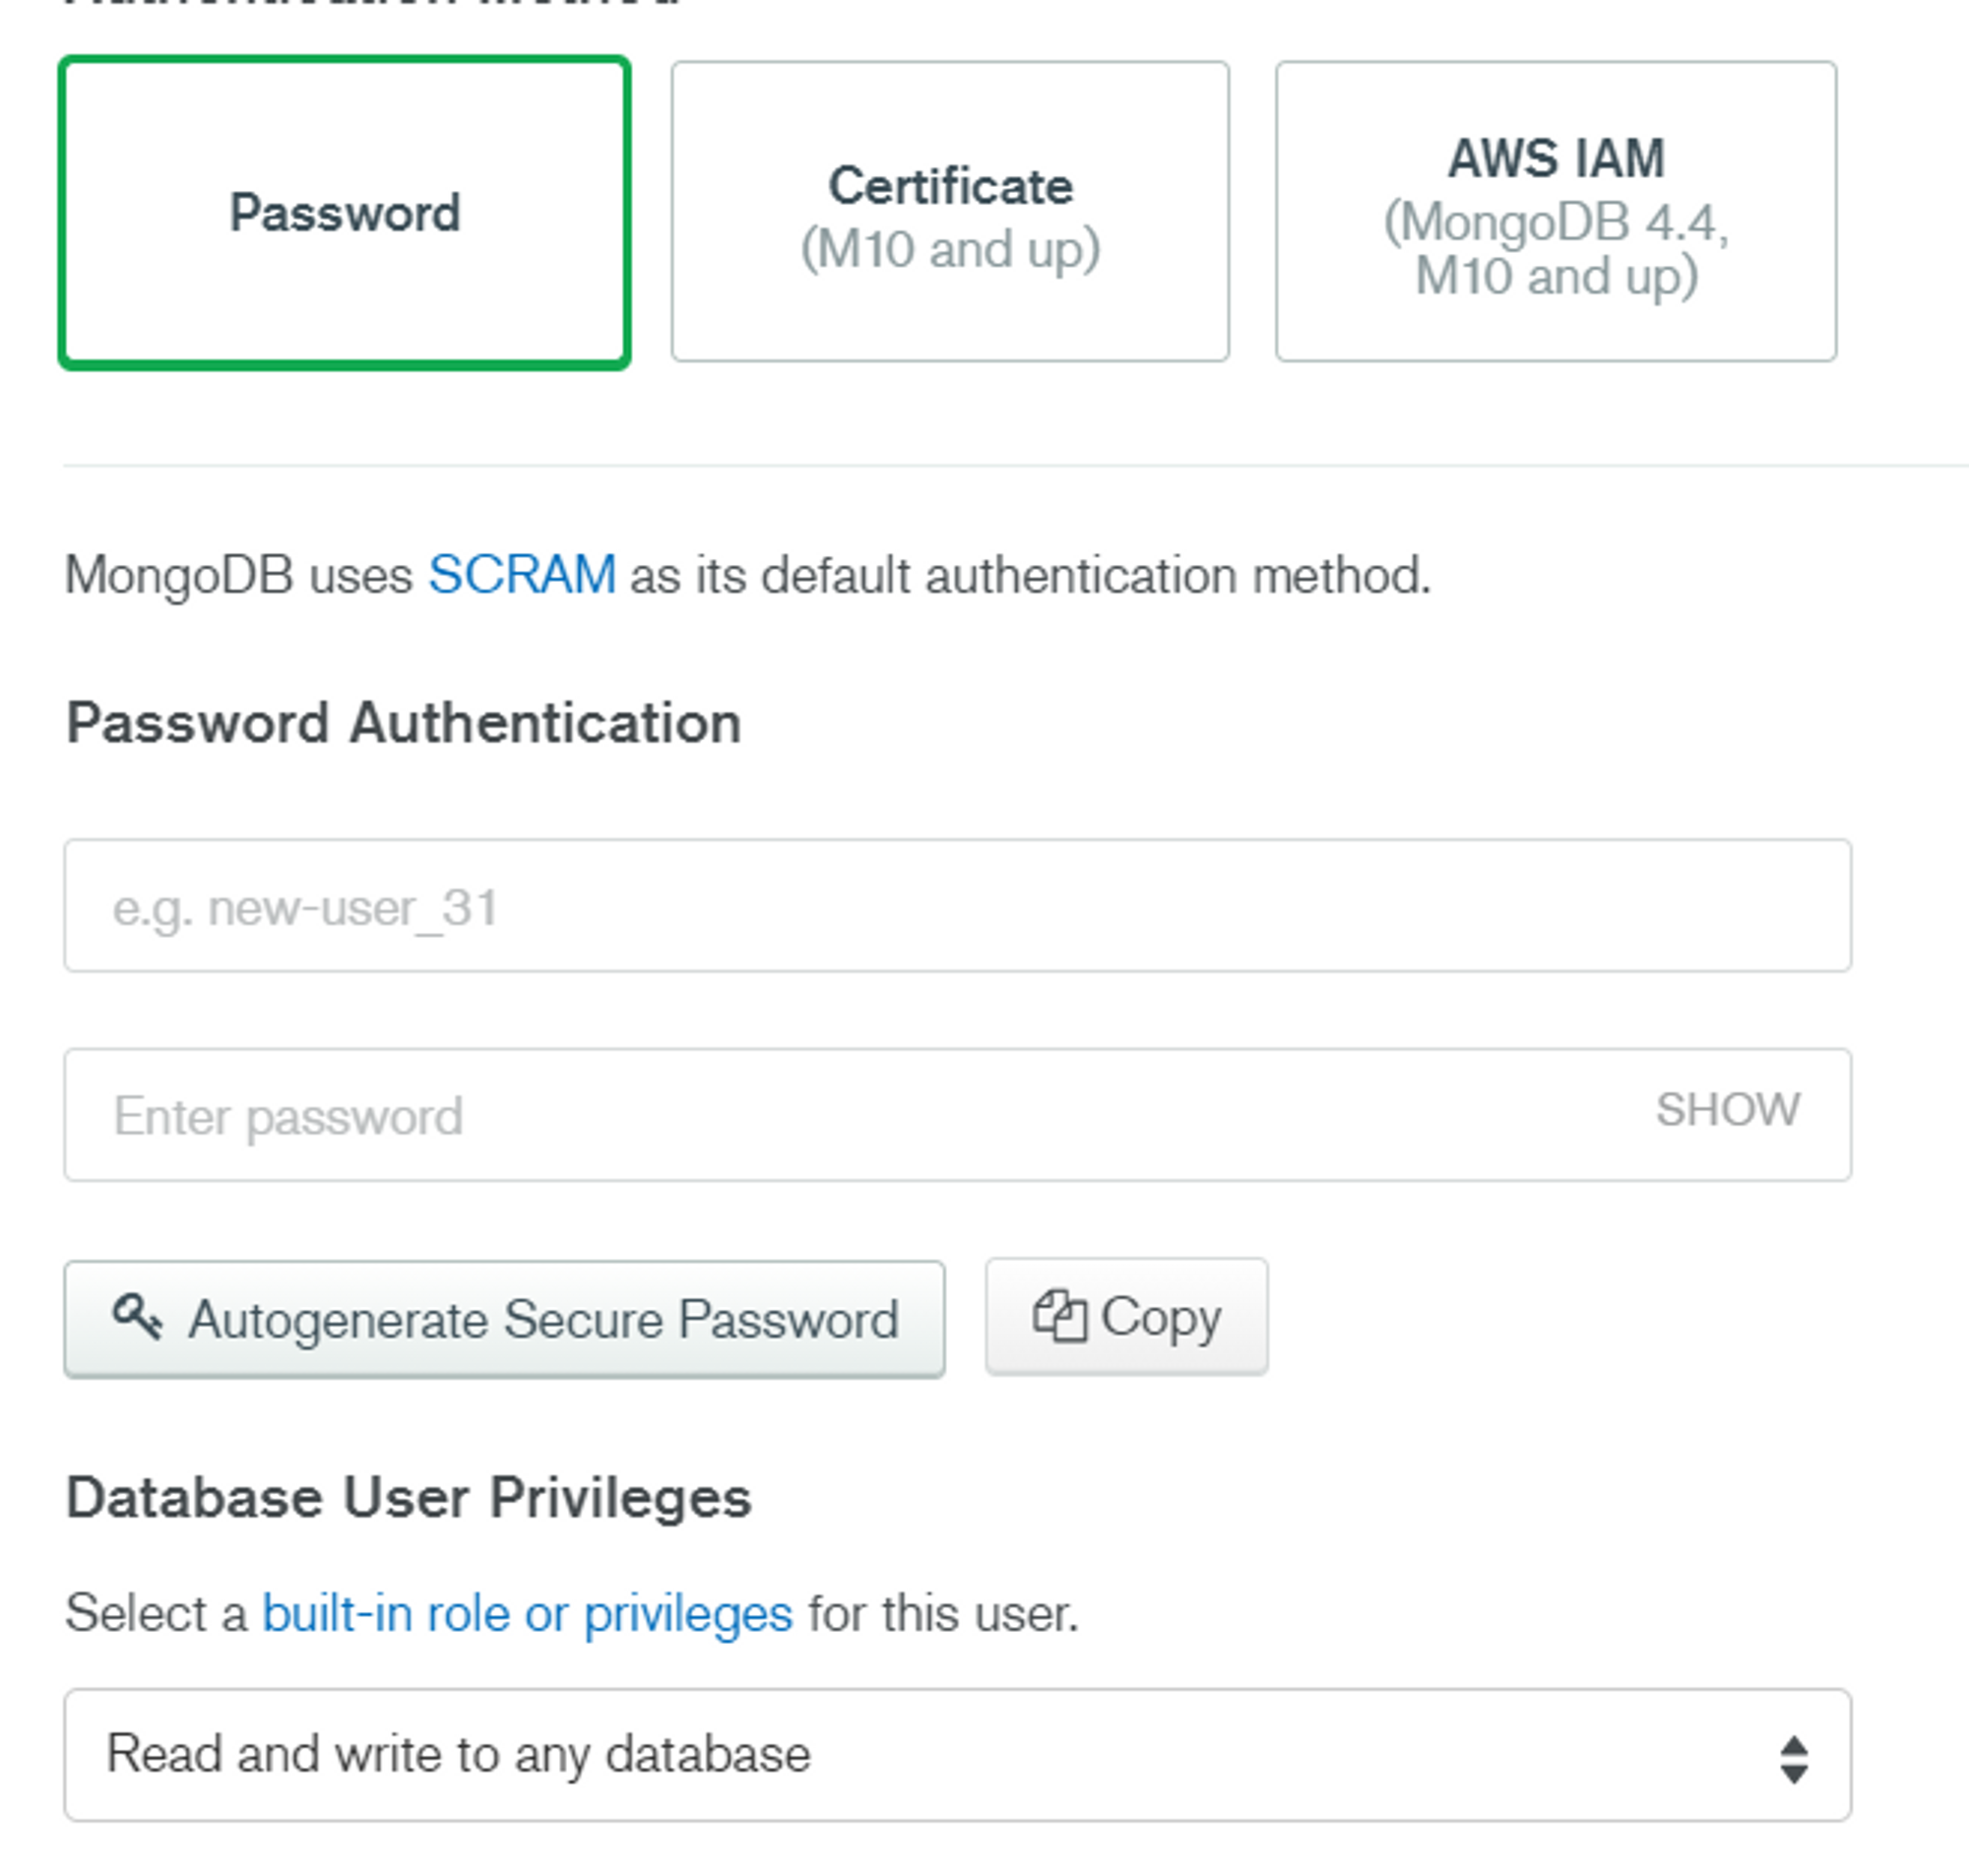 Password
Certificate
(M10 and up)
AWS IAM
(MongoDB 4.4,
M10 and up)
MongoDB uses SCRAM as its default authentication method.
Password Authentication
e.g. new-user_31
Enter password
SHOW
Autogenerate Secure Password
Copy
Database User Privileges
Select a built-in role or privileges for this user.
Read and write to any database